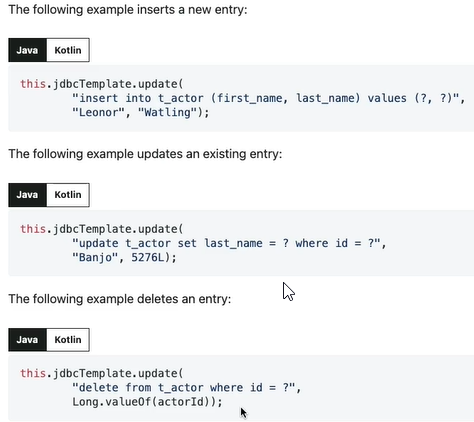 The following example inserts a new entry:
Java Kotlin
this.jdbcTemplate.update(
"insert into t_actor (first_name, last_name) values (?, ?)",
"Leonor", "Watling");
The following example updates an existing entry:
Java Kotlin
this.jdbcTemplate.update(
"update t_actor set last_name = ? where id = ?",
"Banjo", 5276L);
The following example deletes an entry:
Java Kotlin
this.jdbcTemplate.update(
"delete from t_actor where id = ?",
Long.valueOf(actorId));